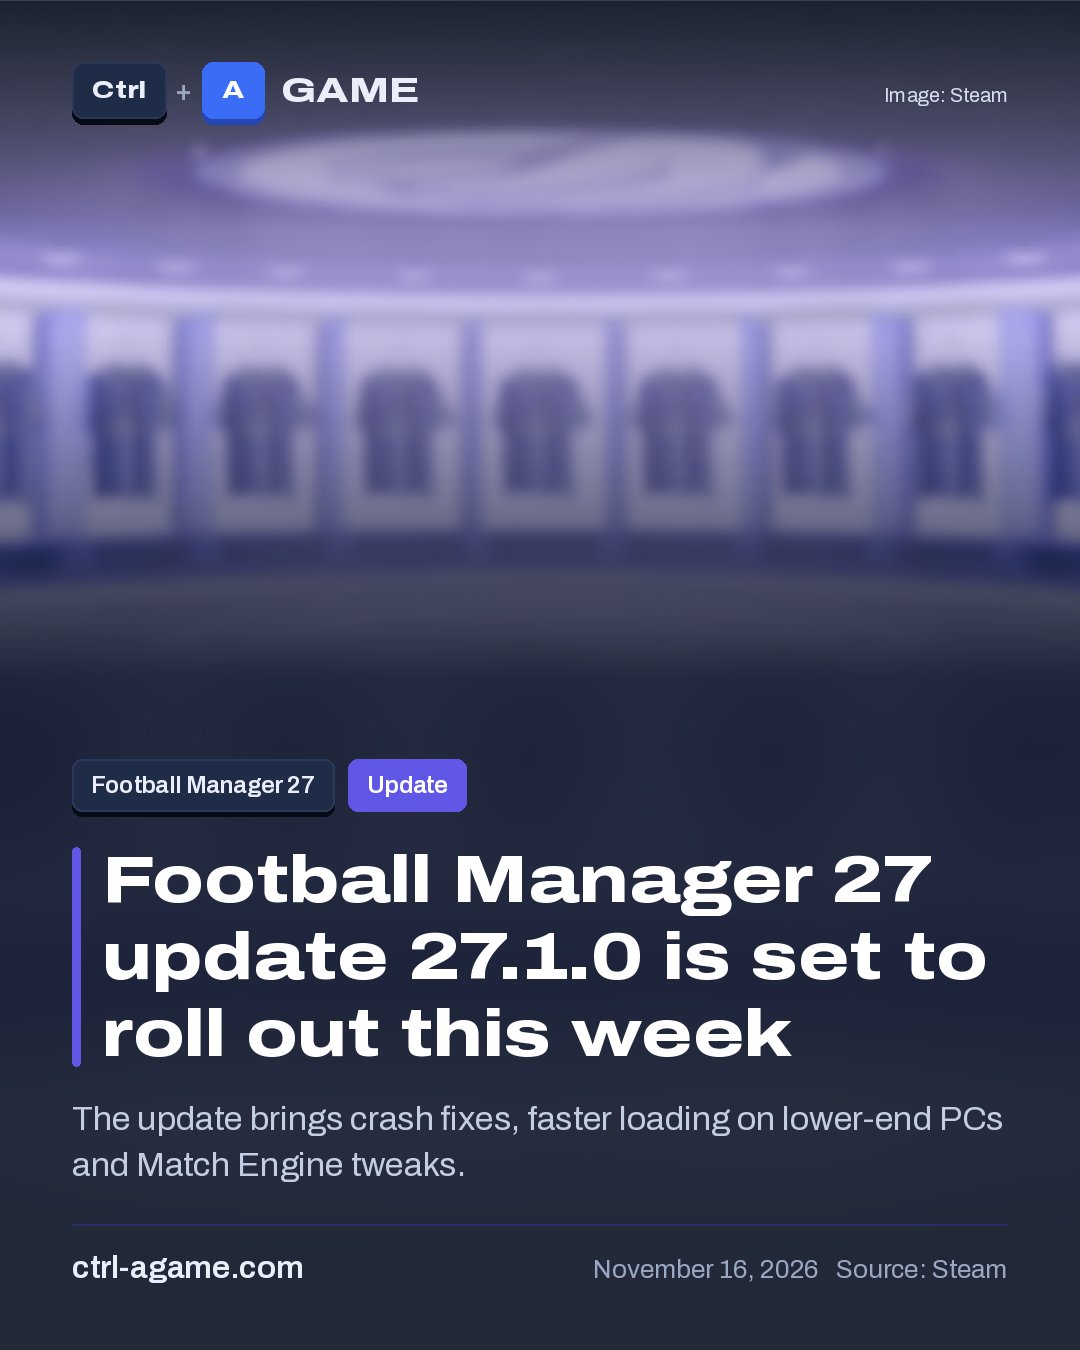 Ctrl + A GAME
Image: Steam
Football Manager 27
Update
Football Manager 27
update 27.1.0 is set to
roll out this week
The update brings crash fixes, faster loading on lower-end PCs
and Match Engine tweaks.
ctrl-agame.com
November 16, 2026 Source: Steam